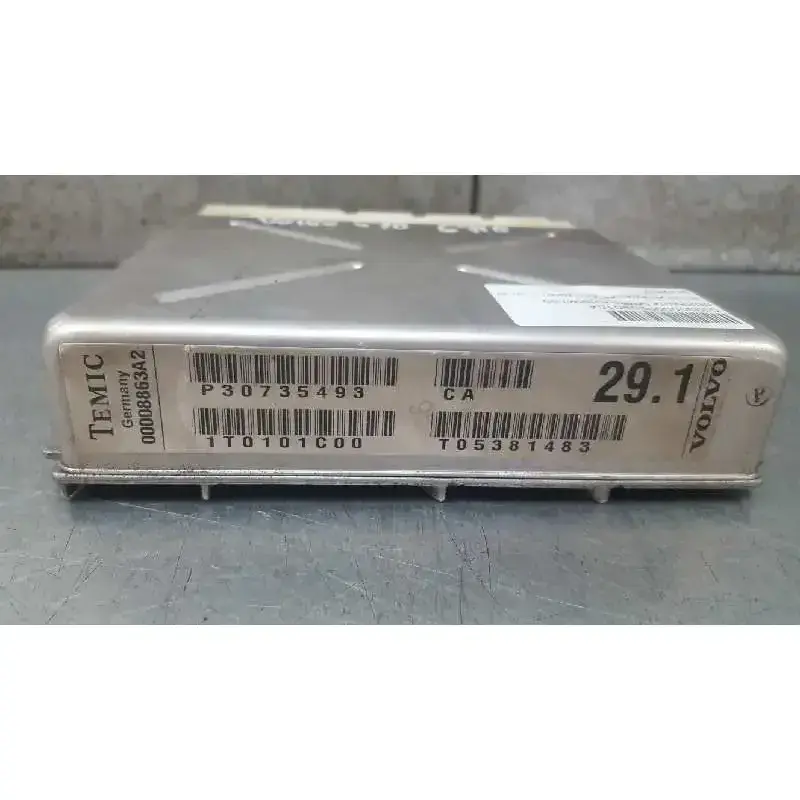 TEMIC
Germany
00008863A2
P30735493
CA
29.1
VOLVO
1T0101C00
T05381483